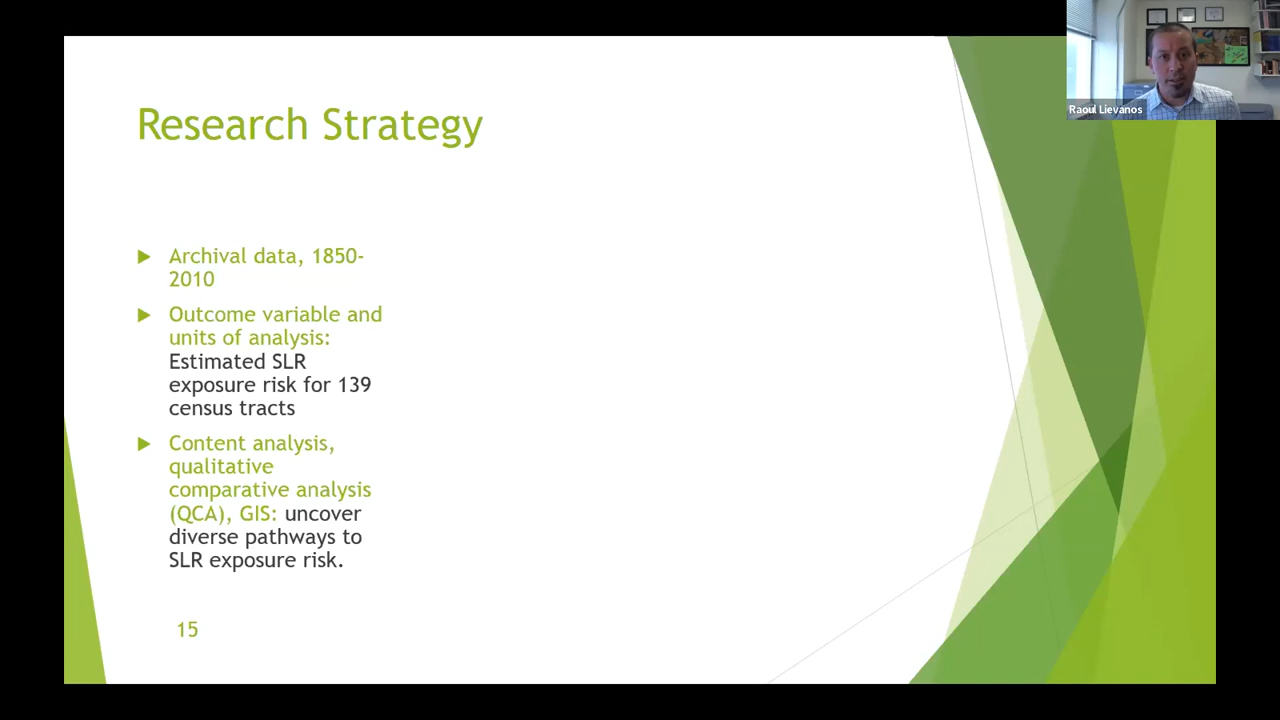 Raoul Lievanos
Research Strategy
Archival data, 1850-
2010
Outcome variable and
units of analysis:
Estimated SLR
exposure risk for 139
census tracts
Content analysis,
qualitative
comparative analysis
(QCA), GIS: uncover
diverse pathways to
SLR exposure risk.
15